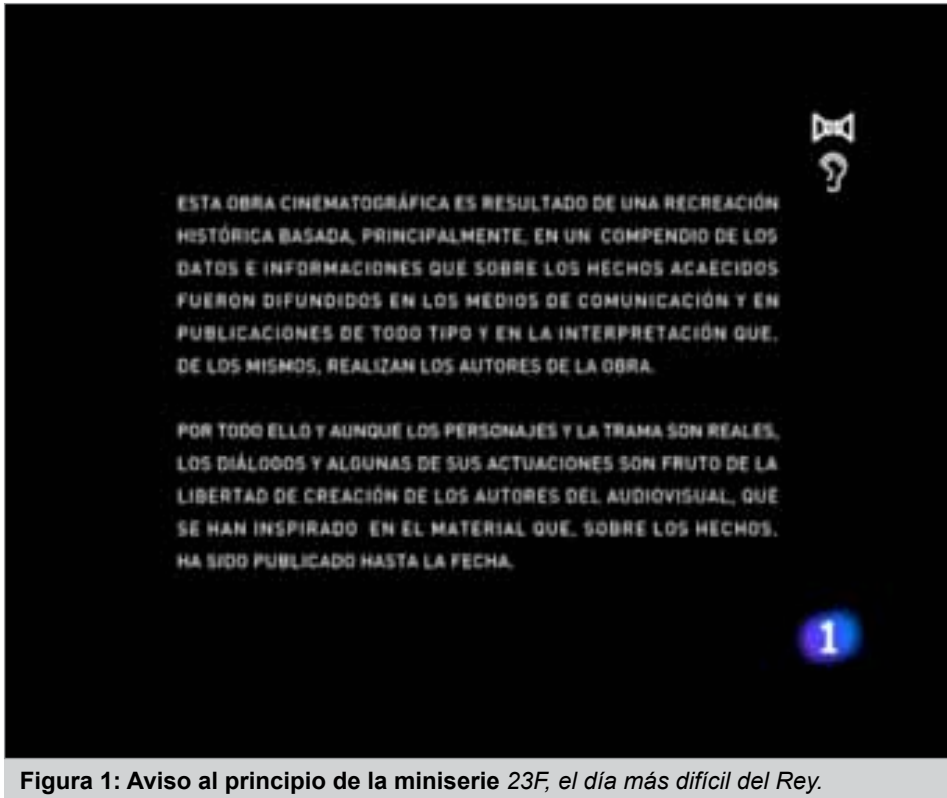 ESTA OBRA CINEMATOGRÁFICA ES RESULTADO DE UNA RECREACIÓN
HISTÓRICA BASADA, PRINCIPALMENTE, EN UN COMPENDIO DE LOS
DATOS E INFORMACIONES QUE SOBRE LOS HECHOS ACAECIDOS
FUERON DIFUNDIDOS EN LOS MEDIOS DE COMUNICACIÓN Y EN
PUBLICACIONES DE TODO TIPO Y EN LA INTERPRETACIÓN QUE,
DE LOS MISMOS, REALIZAN LOS AUTORES DE LA OBRA.
POR TODO ELLO Y AUNQUE LOS PERSONAJES Y LA TRAMA SON REALES,
LOS DIÁLOGOS Y ALGUNAS DE SUS ACTUACIONES SON FRUTO DE LA
LIBERTAD DE CREACIÓN DE LOS AUTORES DEL AUDIOVISUAL, QUE
SE HAN INSPIRADO EN EL MATERIAL QUE, SOBRE LOS HECHOS,
HA SIDO PUBLICADO HASTA LA FECHA.
1
Figura 1: Aviso al principio de la miniserie 23F, el día más difícil del Rey.